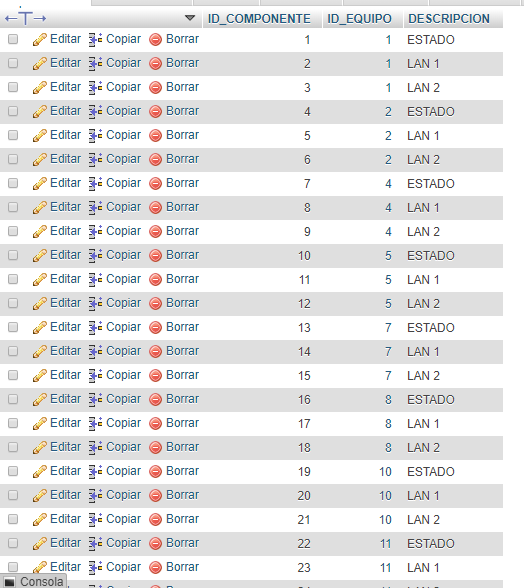 ID_COMPONENTE ID_EQUIPO DESCRIPCION
Editar Copiar Borrar 1 1 ESTADO
Editar Copiar Borrar 2 1 LAN 1
Editar Copiar Borrar 3 1 LAN 2
Editar Copiar Borrar 4 2 ESTADO
Editar Copiar Borrar 5 2 LAN 1
Editar Copiar Borrar 6 2 LAN 2
Editar Copiar Borrar 7 4 ESTADO
Editar Copiar Borrar 8 4 LAN 1
Editar Copiar Borrar 9 4 LAN 2
Editar Copiar Borrar 10 5 ESTADO
Editar Copiar Borrar 11 5 LAN 1
Editar Copiar Borrar 12 5 LAN 2
Editar Copiar Borrar 13 7 ESTADO
Editar Copiar Borrar 14 7 LAN 1
Editar Copiar Borrar 15 7 LAN 2
Editar Copiar Borrar 16 8 ESTADO
Editar Copiar Borrar 17 8 LAN 1
Editar Copiar Borrar 18 8 LAN 2
Editar Copiar Borrar 19 10 ESTADO
Editar Copiar Borrar 20 10 LAN 1
Editar Copiar Borrar 21 10 LAN 2
Editar Copiar Borrar 22 11 ESTADO
Editar Copiar Borrar 23 11 LAN 1
Consola